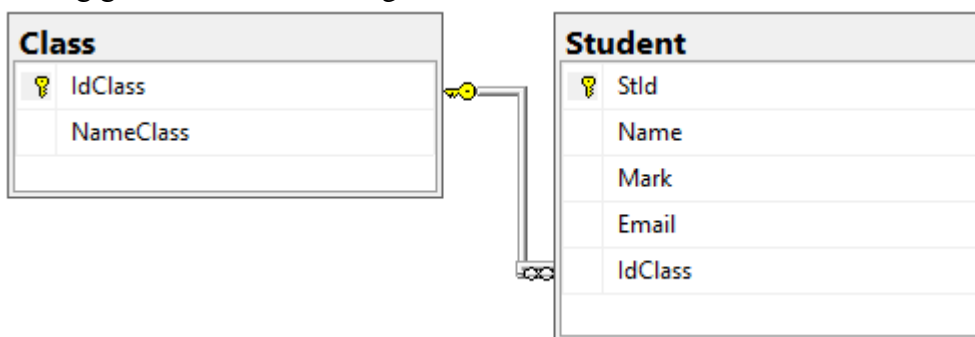 Class
IdClass
NameClass
Student
StId
Name
Mark
Email
IdClass